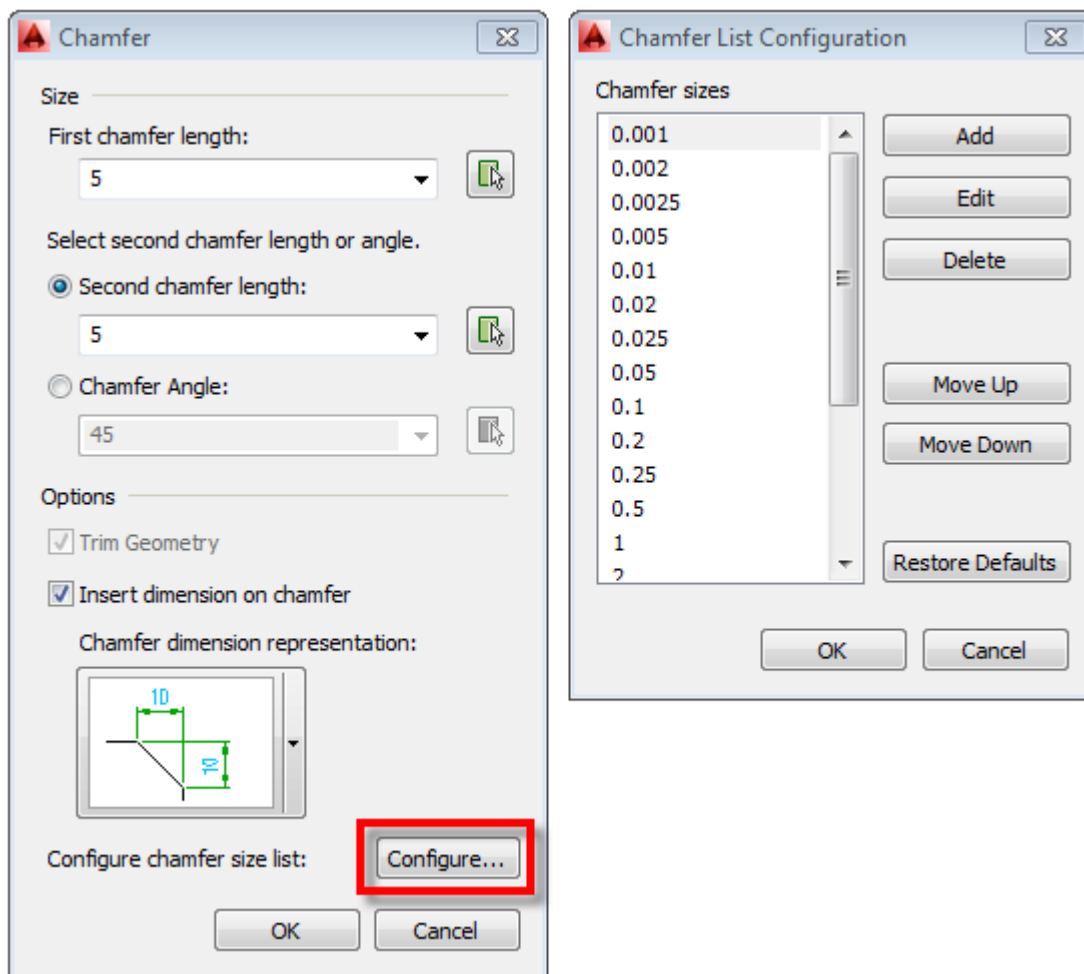 Chamfer
Size
First chamfer length:
5
Select second chamfer length or angle.
Second chamfer length:
5
Chamfer Angle:
45
Options
Trim Geometry
Insert dimension on chamfer
Chamfer dimension representation:
10
10
Configure chamfer size list:
Configure...
OK
Cancel
Chamfer List Configuration
Chamfer sizes
0.001
0.002
0.0025
0.005
0.01
0.02
0.025
0.05
0.1
0.2
0.25
0.5
1
2
Add
Edit
Delete
Move Up
Move Down
Restore Defaults
OK
Cancel